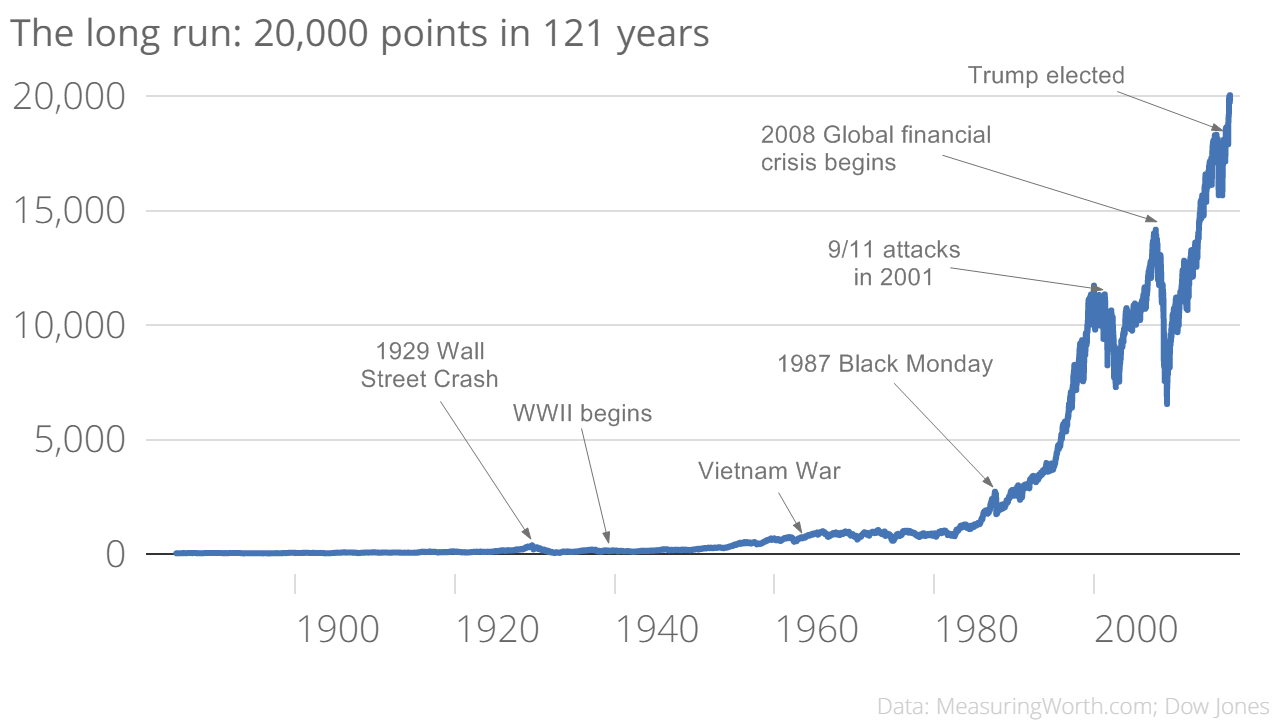 The long run: 20,000 points in 121 years
Trump elected
20,000
2008 Global financial
crisis begins
15,000
9/11 attacks
in 2001
10,000
1929 Wall
Street Crash
1987 Black Monday
WWII begins
5,000
Vietnam War
0
1900
1920
1940
1960
1980
2000
Data: MeasuringWorth.com; Dow Jones